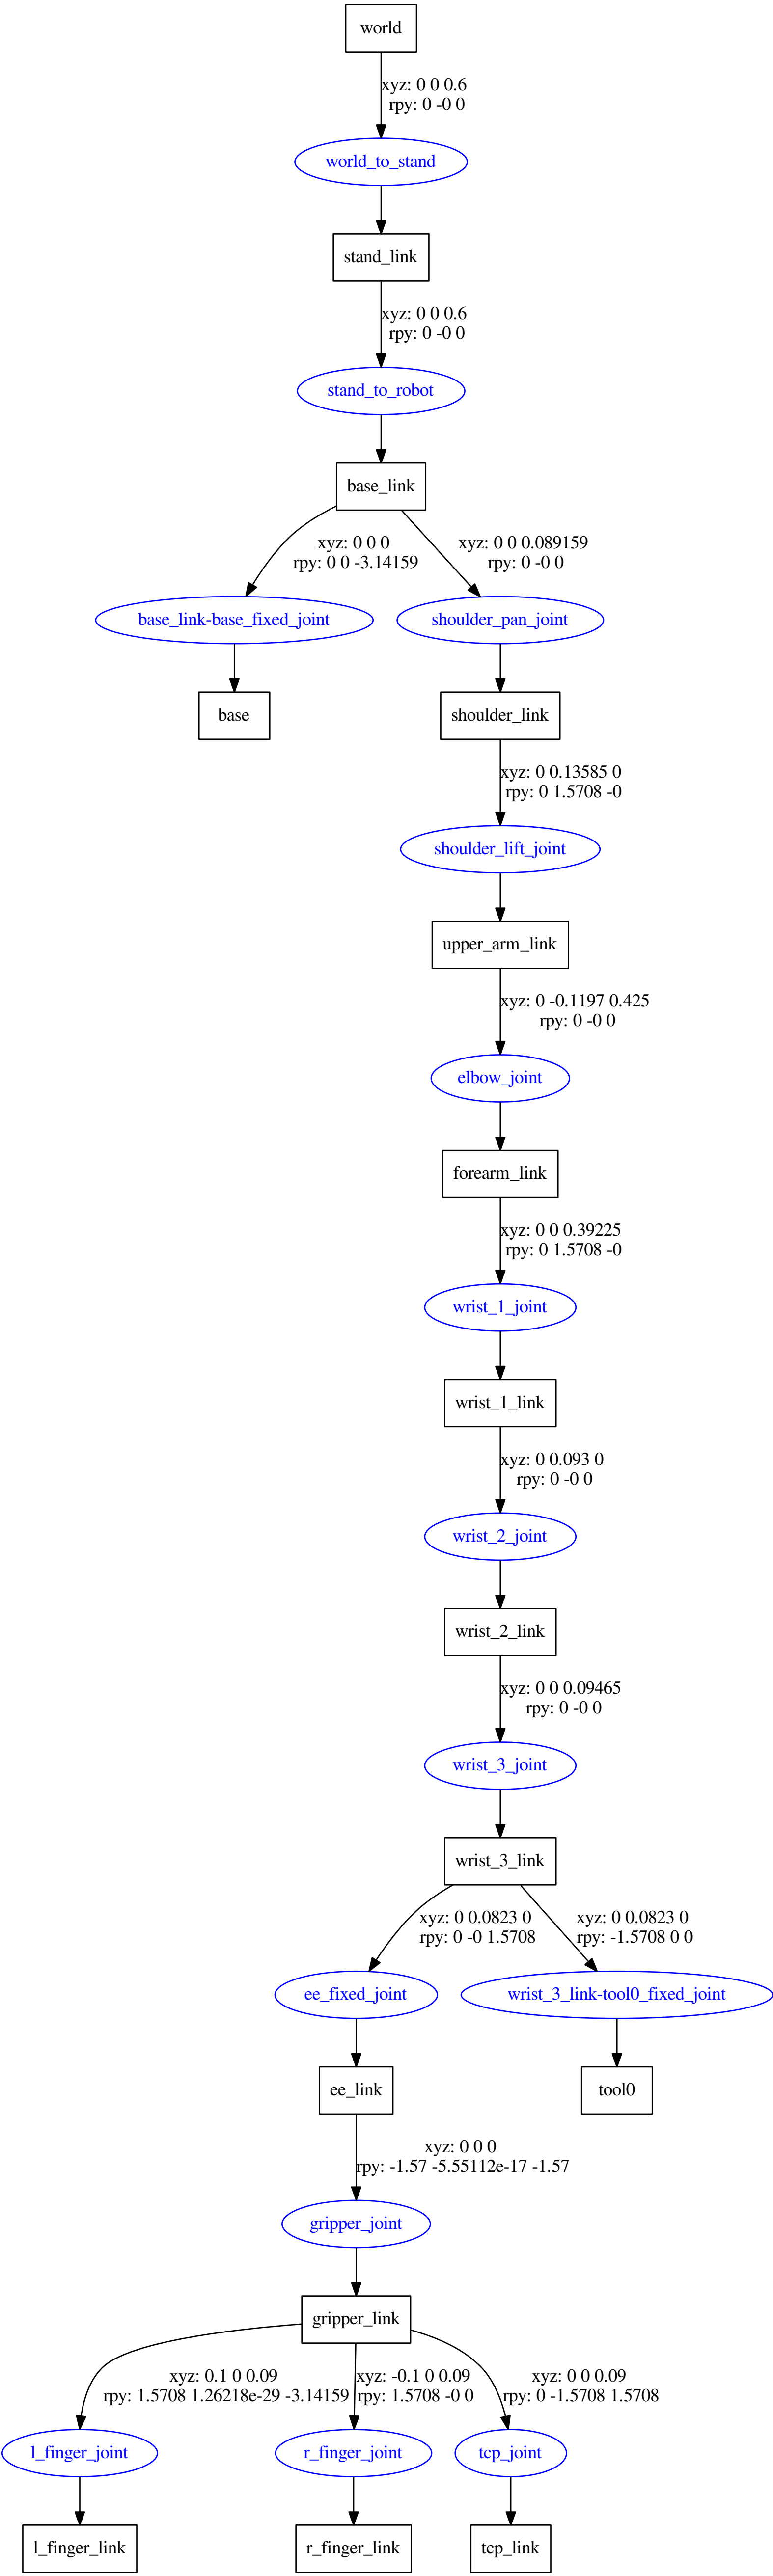 world
xyz: 0 0 0.6
rpy: 0 -0 0
world_to_stand
stand_link
xyz: 0 0 0.6
rpy: 0 -0 0
stand_to_robot
base_link
xyz: 0 0 0
rpy: 0 0 -3.14159
xyz: 0 0 0.089159
rpy: 0 -0 0
base_link-base_fixed_joint
shoulder_pan_joint
base
shoulder_link
xyz: 0 0.13585 0
rpy: 0 1.5708 -0
shoulder_lift_joint
upper_arm_link
xyz: 0 -0.1197 0.425
rpy: 0 -0 0
elbow_joint
forearm_link
xyz: 0 0 0.39225
rpy: 0 1.5708 -0
wrist_1_joint
wrist_1_link
xyz: 0 0.093 0
rpy: 0 -0 0
wrist_2_joint
wrist_2_link
xyz: 0 0 0.09465
rpy: 0 -0 0
wrist_3_joint
wrist_3_link
xyz: 0 0.0823 0
rpy: 0 -0 1.5708
xyz: 0 0.0823 0
rpy: -1.5708 0 0
ee_fixed_joint
wrist_3_link-tool0_fixed_joint
ee_link
tool0
xyz: 0 0 0
rpy: -1.57 -5.55112e-17 -1.57
gripper_joint
gripper_link
xyz: 0.1 0 0.09
rpy: 1.5708 1.26218e-29 -3.14159
xyz: -0.1 0 0.09
rpy: 1.5708 -0 0
xyz: 0 0 0.09
rpy: 0 -1.5708 1.5708
l_finger_joint
r_finger_joint
tcp_joint
l_finger_link
r_finger_link
tcp_link